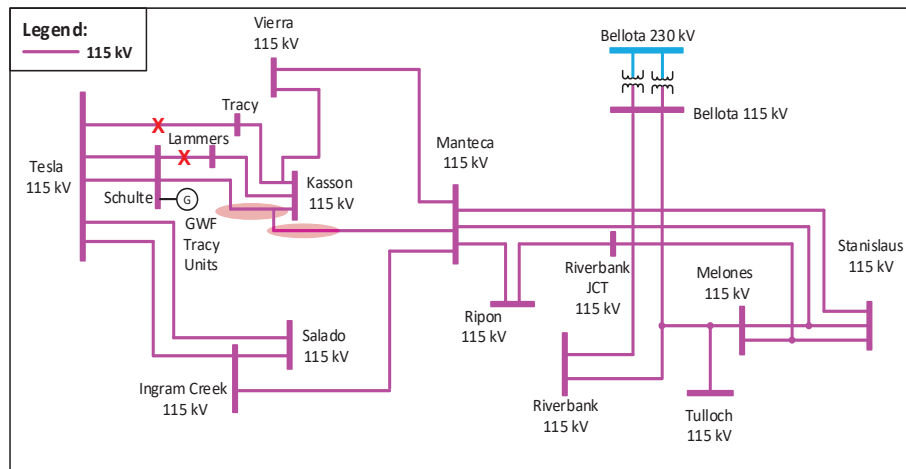 Legend:
115 kV
Vierra
115 kV
Bellota 230 kV
Tracy
X
Bellota 115 kV
Lammers
X
Manteca
115 kV
Tesla
115 kV
Kasson
115 kV
Schulte
G
GWF
Tracy
Units
Stanislaus
115 kV
Riverbank
JCT
115 kV
Melones
115 kV
Ripon
115 kV
Salado
115 kV
Ingram Creek
115 kV
Riverbank
115 kV
Tulloch
115 kV